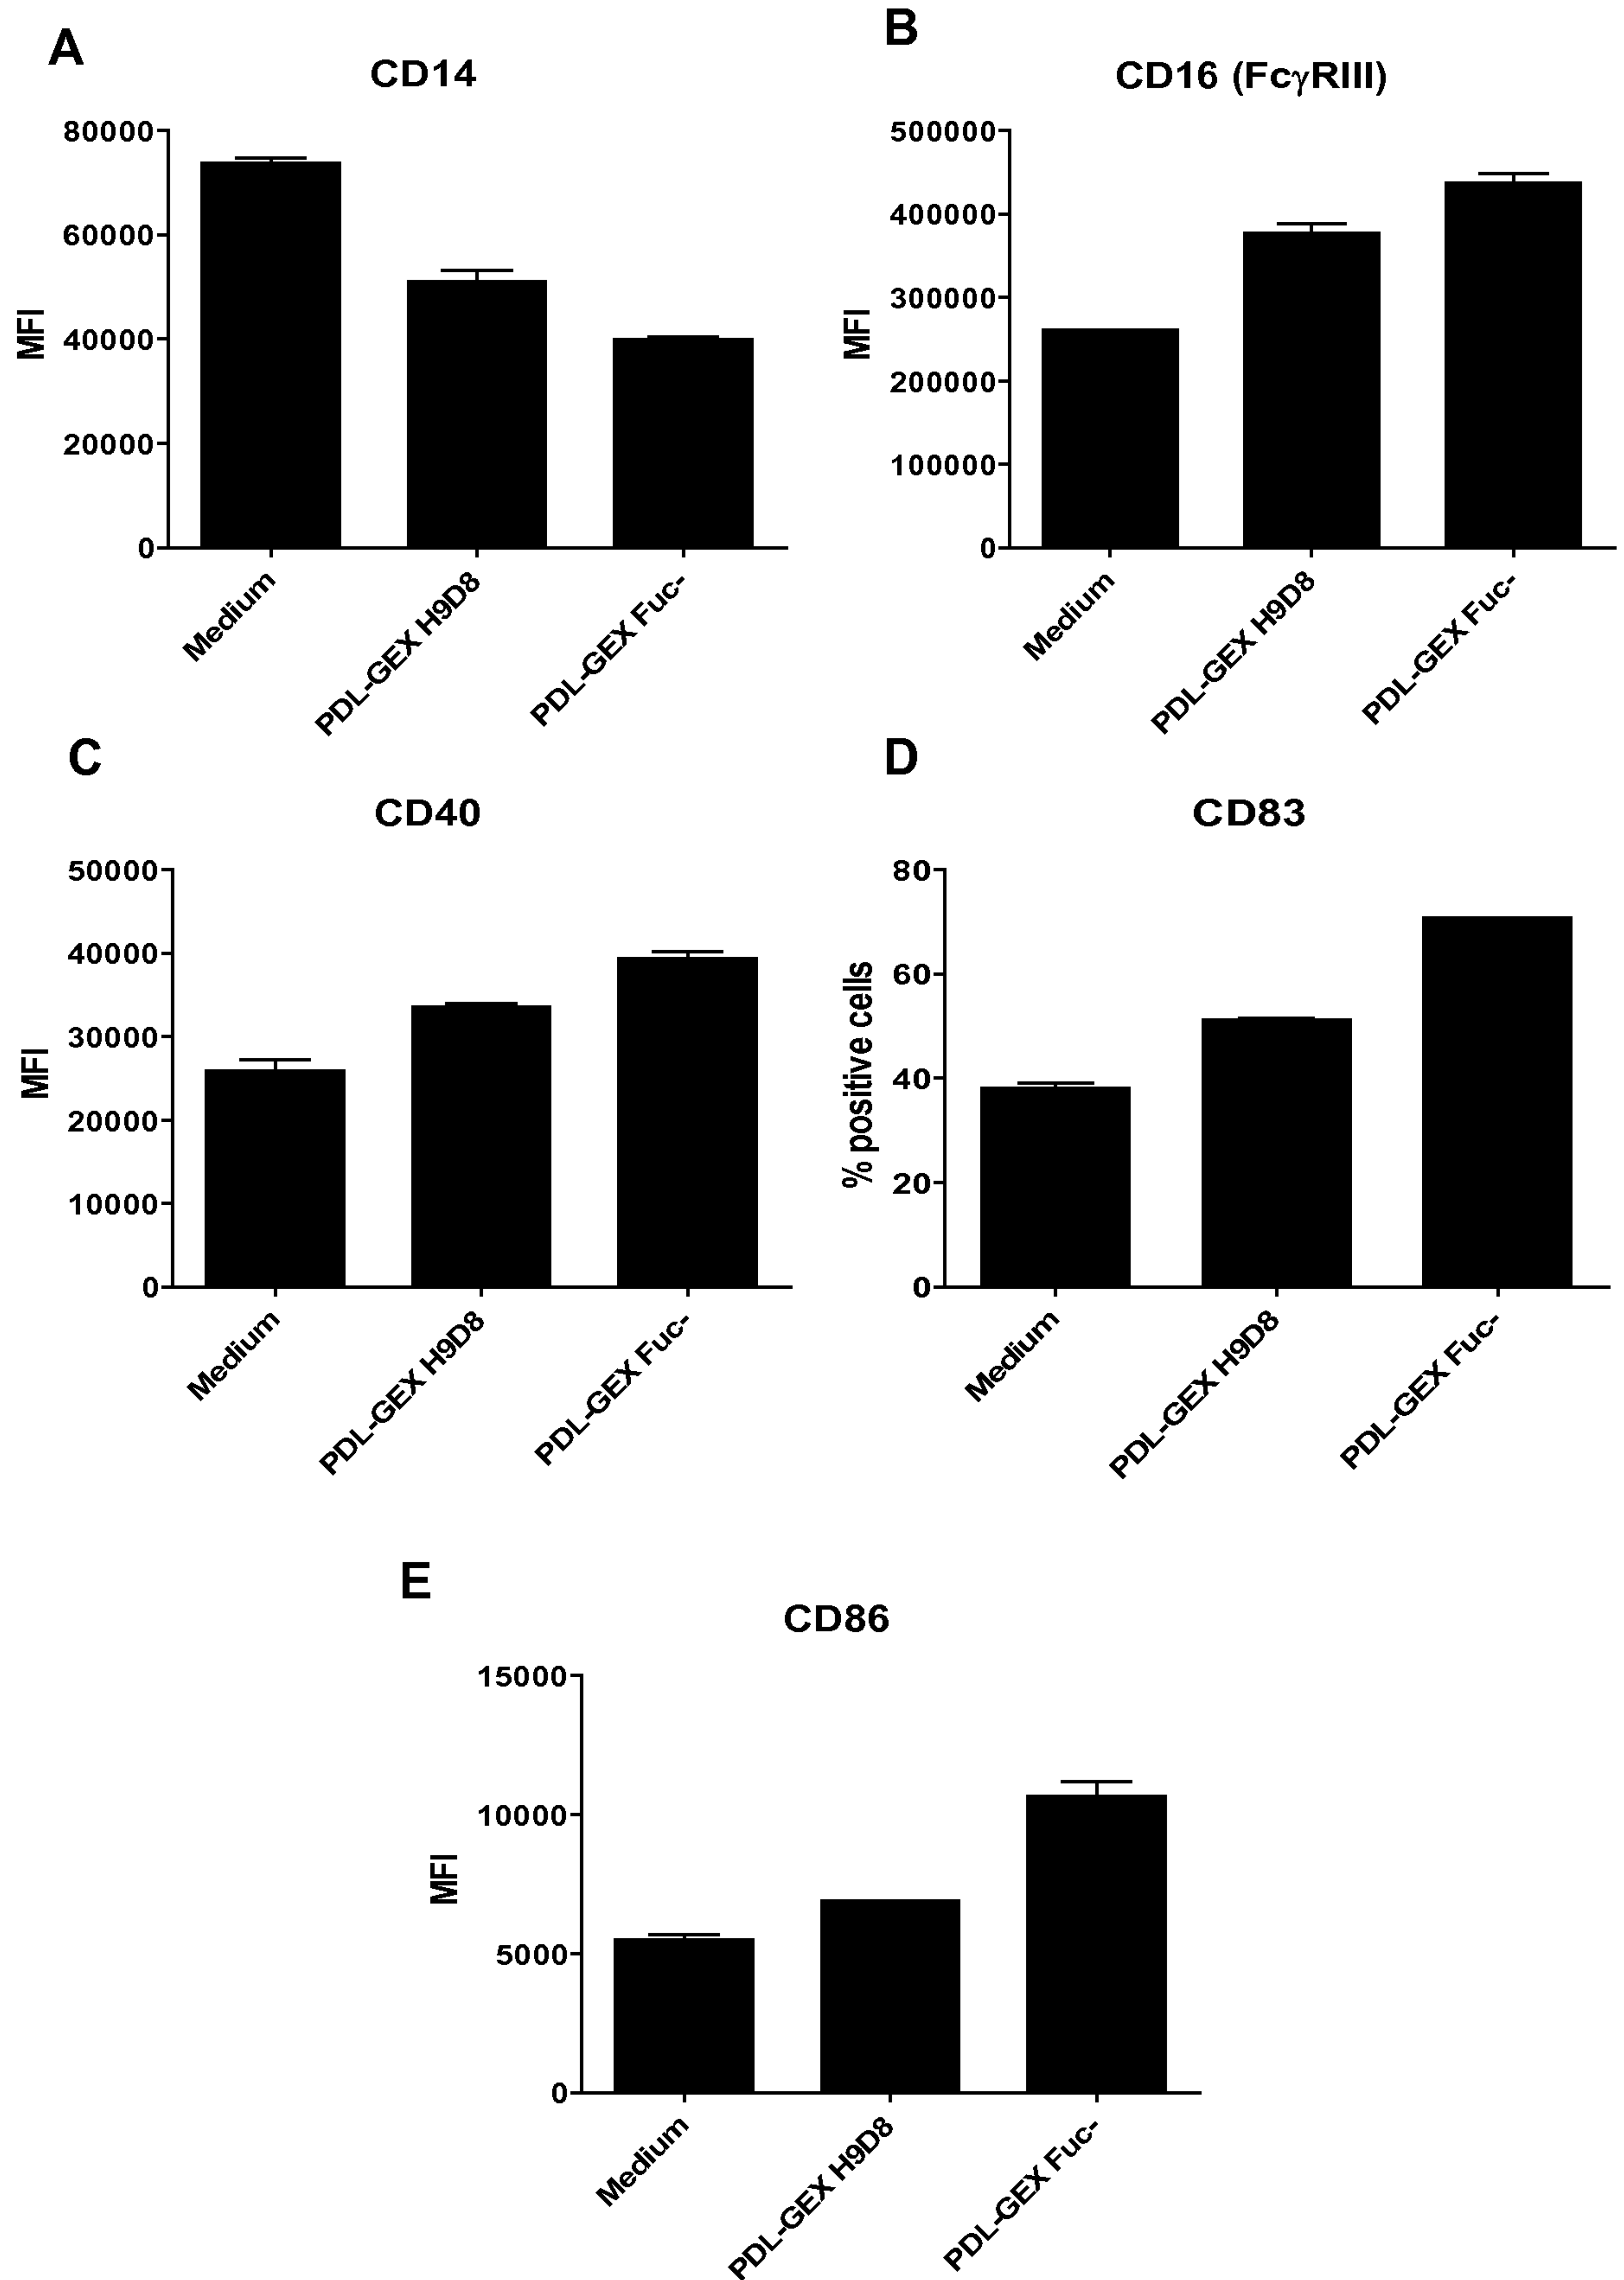 A
CD14
80000
60000
40000
20000
0
MFI
Medium
PDL-GEX H9D8
PDL-GEX Fuc-
B
CD16 (FcγRIII)
500000
400000
300000
200000
100000
0
MFI
Medium
PDL-GEX H9D8
PDL-GEX Fuc-
C
CD40
50000
40000
30000
20000
10000
0
MFI
Medium
PDL-GEX H9D8
PDL-GEX Fuc-
D
CD83
80
60
40
20
0
% positive cells
Medium
PDL-GEX H9D8
PDL-GEX Fuc-
E
CD86
15000
10000
5000
0
MFI
Medium
PDL-GEX H9D8
PDL-GEX Fuc-